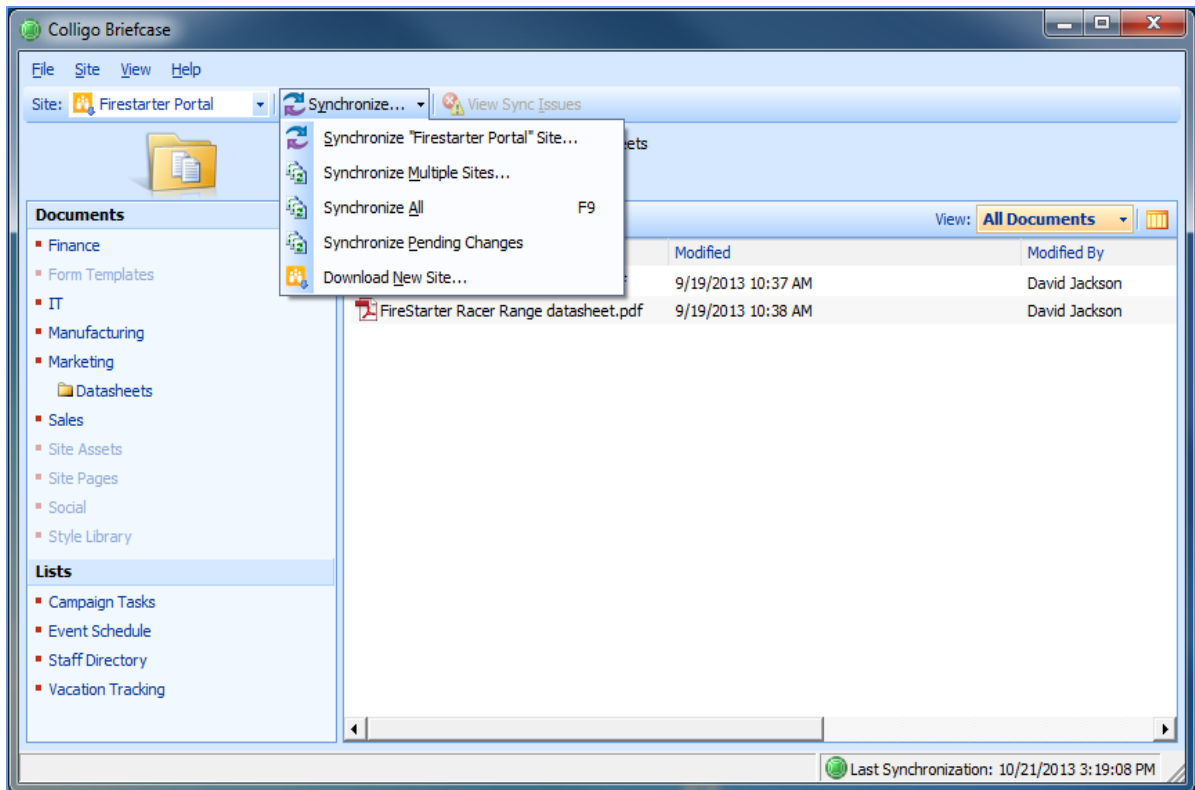 Colligo Briefcase
File Site View Help
Site: Firestarter Portal Synchronize... View Sync Issues
Synchronize "Firestarter Portal" Site...
Synchronize Multiple Sites...
Synchronize All F9
Synchronize Pending Changes
Download New Site...
Documents
Finance
Form Templates
IT
Manufacturing
Marketing
Datasheets
Sales
Site Assets
Site Pages
Social
Style Library
Lists
Campaign Tasks
Event Schedule
Staff Directory
Vacation Tracking
View: All Documents
Modified Modified By
9/19/2013 10:37 AM David Jackson
FireStarter Racer Range datasheet.pdf 9/19/2013 10:38 AM David Jackson
Last Synchronization: 10/21/2013 3:19:08 PM